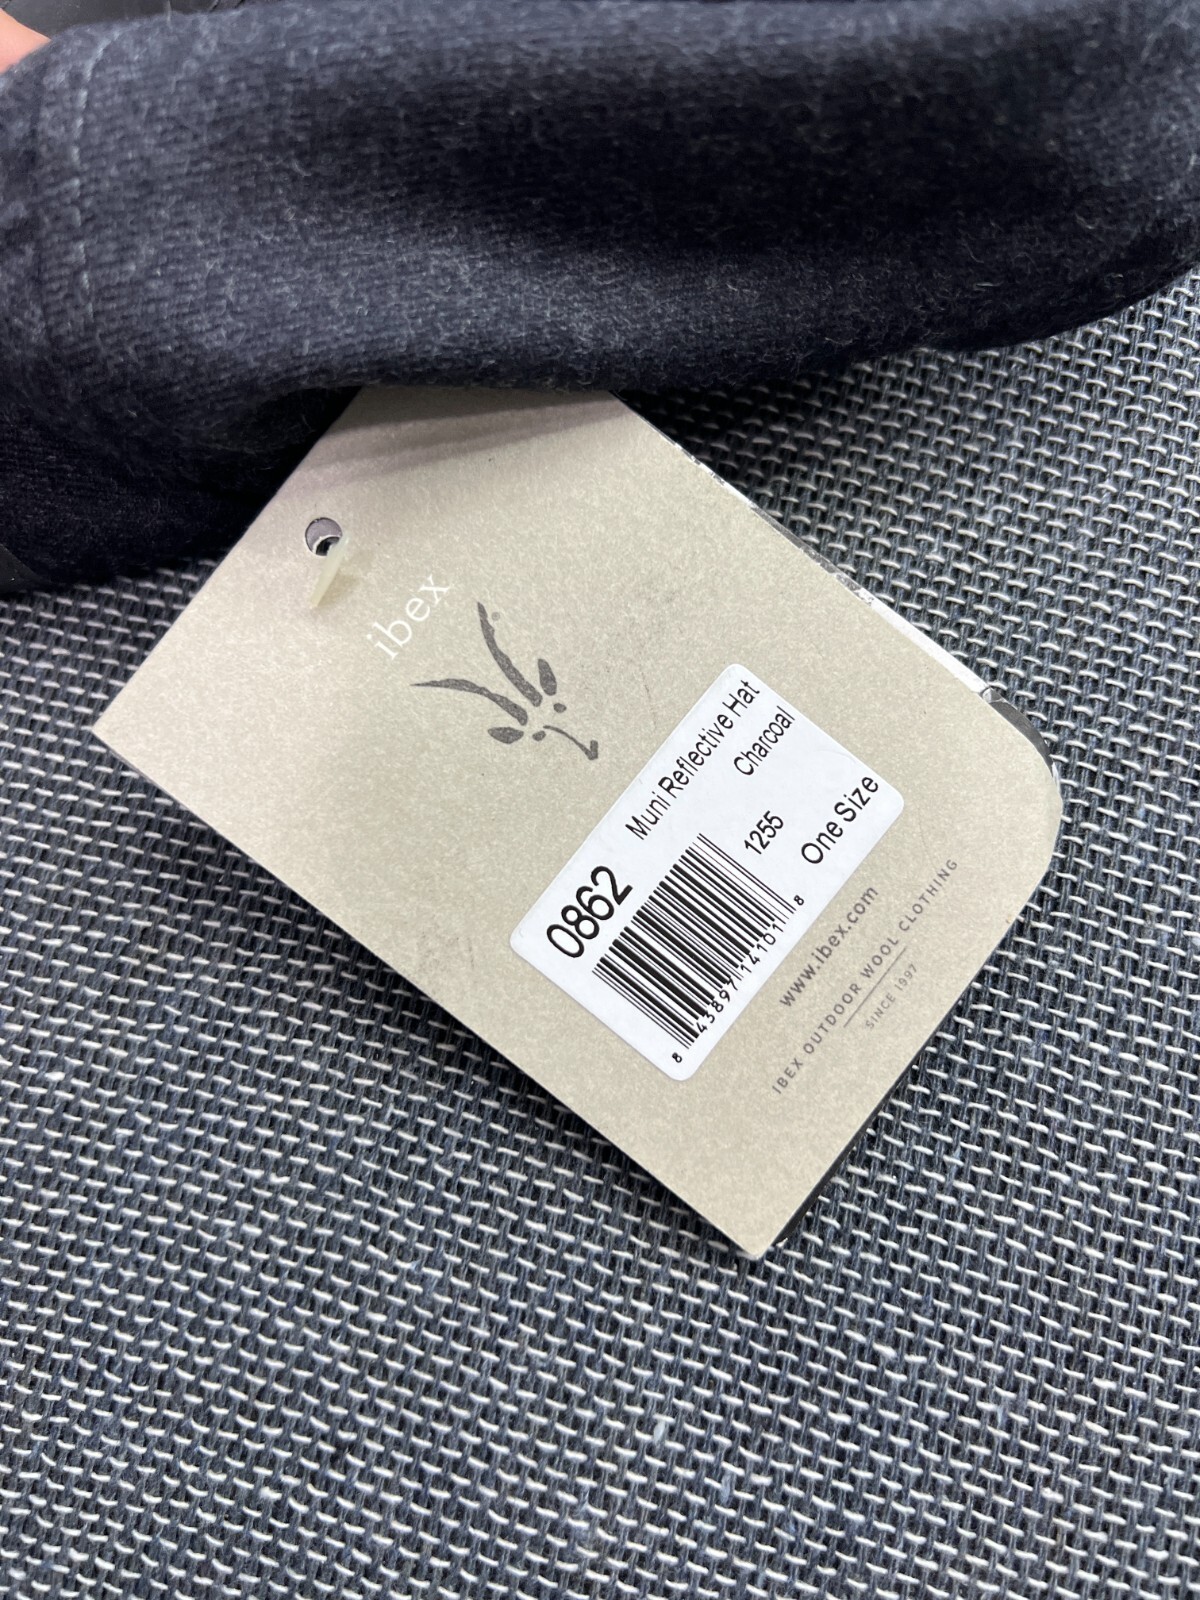 ibex
0862
Muni Reflective Hat
Charcoal
1255
One Size
8 43897 14101 8
www.ibex.com
IBEX OUTDOOR WOOL CLOTHING
SINCE 1997